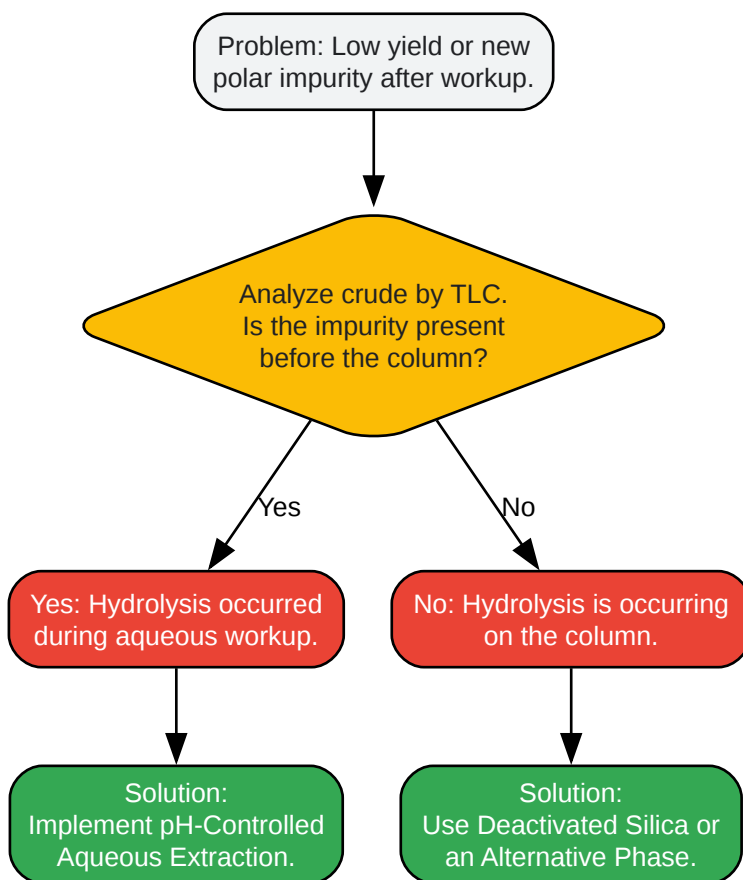 Problem: Low yield or new
polar impurity after workup.
Analyze crude by TLC.
Is the impurity present
before the column?
Yes
No
Yes: Hydrolysis occurred
during aqueous workup.
No: Hydrolysis is occurring
on the column.
Solution:
Implement pH-Controlled
Aqueous Extraction.
Solution:
Use Deactivated Silica or
an Alternative Phase.